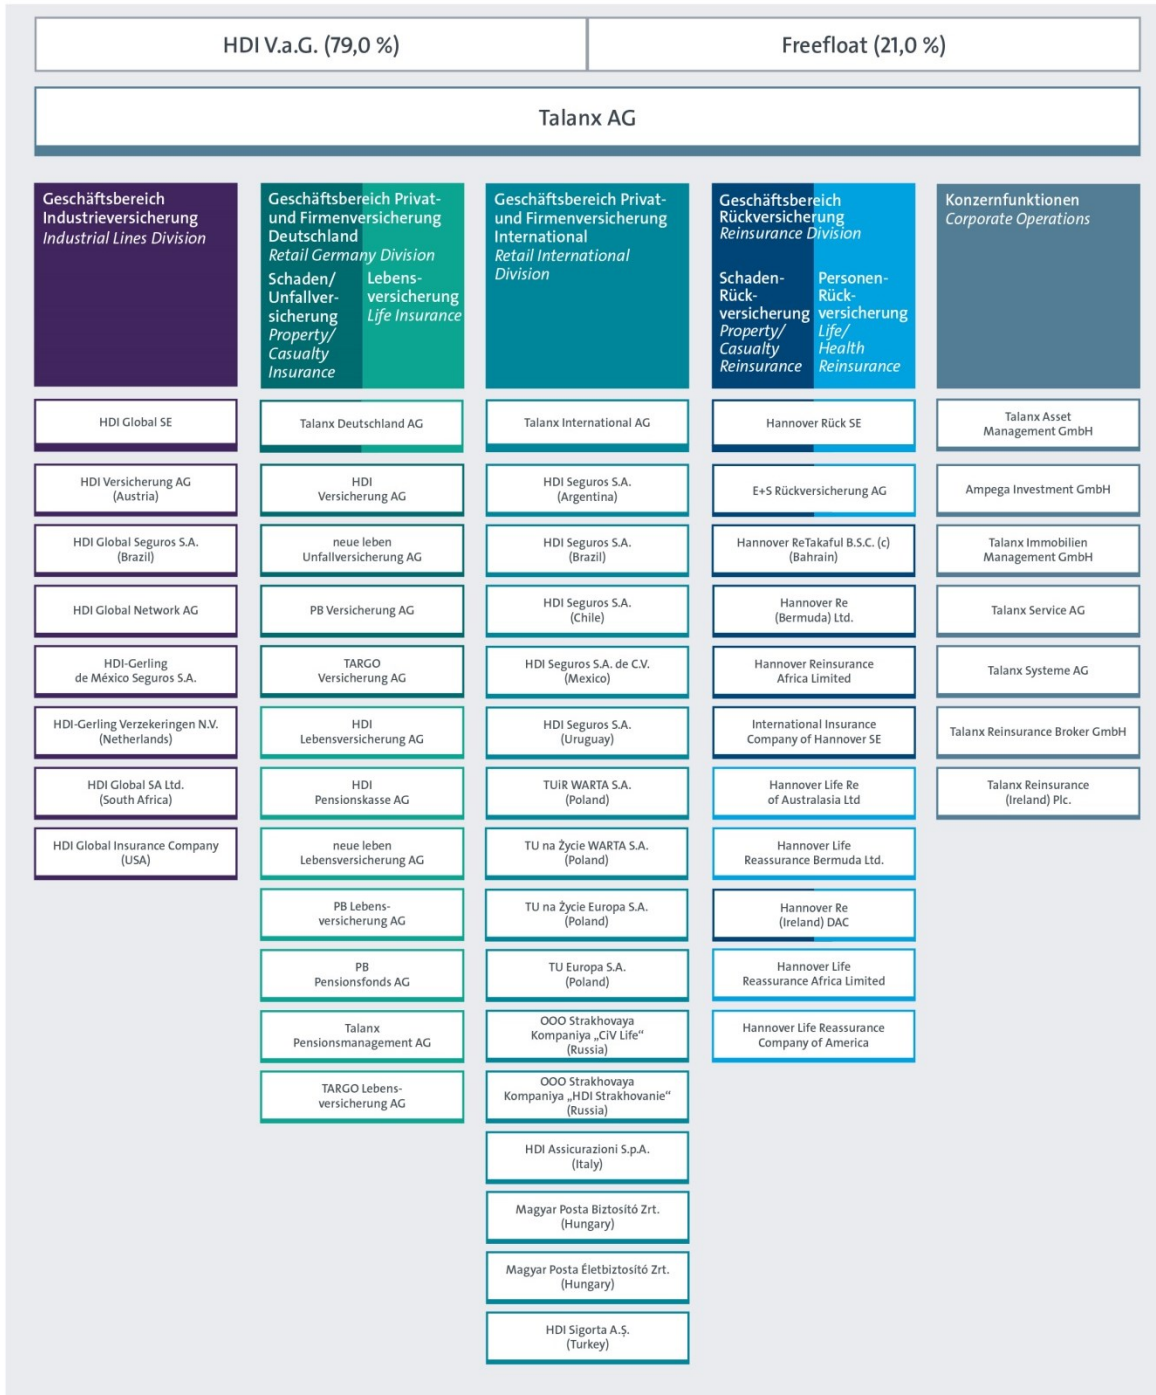 HDI V.a.G. (79,0 %)
Freefloat (21,0 %)
Talanx AG
Geschäftsbereich
Industrieversicherung
Industrial Lines Division
HDI Global SE
HDI Versicherung AG
(Austria)
HDI Global Seguros S.A.
(Brazil)
HDI Global Network AG
HDI-Gerling
de México Seguros S.A.
HDI-Gerling Verzekeringen N.V.
(Netherlands)
HDI Global SA Ltd.
(South Africa)
HDI Global Insurance Company
(USA)
Geschäftsbereich Privat-
und Firmenversicherung
Deutschland
Retail Germany Division
Schaden/
Unfallver-
sicherung
Property/
Casualty
Insurance
Lebens-
versicherung
Life Insurance
Talanx Deutschland AG
HDI
Versicherung AG
neue leben
Unfallversicherung AG
PB Versicherung AG
TARGO
Versicherung AG
HDI
Lebensversicherung AG
HDI
Pensionskasse AG
neue leben
Lebensversicherung AG
PB Lebens-
versicherung AG
PB
Pensionsfonds AG
Talanx
Pensionsmanagement AG
TARGO Lebens-
versicherung AG
Geschäftsbereich Privat-
und Firmenversicherung
International
Retail International
Division
Talanx International AG
HDI Seguros S.A.
(Argentina)
HDI Seguros S.A.
(Brazil)
HDI Seguros S.A.
(Chile)
HDI Seguros S.A. de C.V.
(Mexico)
HDI Seguros S.A.
(Uruguay)
TUiR WARTA S.A.
(Poland)
TU na Życie WARTA S.A.
(Poland)
TU na Życie Europa S.A.
(Poland)
TU Europa S.A.
(Poland)
OOO Strakhovaya
Kompaniya „CiV Life“
(Russia)
OOO Strakhovaya
Kompaniya „HDI Strakhovanie“
(Russia)
HDI Assicurazioni S.p.A.
(Italy)
Magyar Posta Biztosító Zrt.
(Hungary)
Magyar Posta Életbiztosító Zrt.
(Hungary)
HDI Sigorta A.Ş.
(Turkey)
Geschäftsbereich
Rückversicherung
Reinsurance Division
Schaden-
Rück-
versicherung
Property/
Casualty
Reinsurance
Personen-
Rück-
versicherung
Life/
Health
Reinsurance
Hannover Rück SE
E+S Rückversicherung AG
Hannover ReTakaful B.S.C. (c)
(Bahrain)
Hannover Re
(Bermuda) Ltd.
Hannover Reinsurance
Africa Limited
International Insurance
Company of Hannover SE
Hannover Life Re
of Australasia Ltd
Hannover Life
Reassurance Bermuda Ltd.
Hannover Re
(Ireland) DAC
Hannover Life
Reassurance Africa Limited
Hannover Life Reassurance
Company of America
Konzernfunktionen
Corporate Operations
Talanx Asset
Management GmbH
Ampega Investment GmbH
Talanx Immobilien
Management GmbH
Talanx Service AG
Talanx Systeme AG
Talanx Reinsurance Broker GmbH
Talanx Reinsurance
(Ireland) Plc.